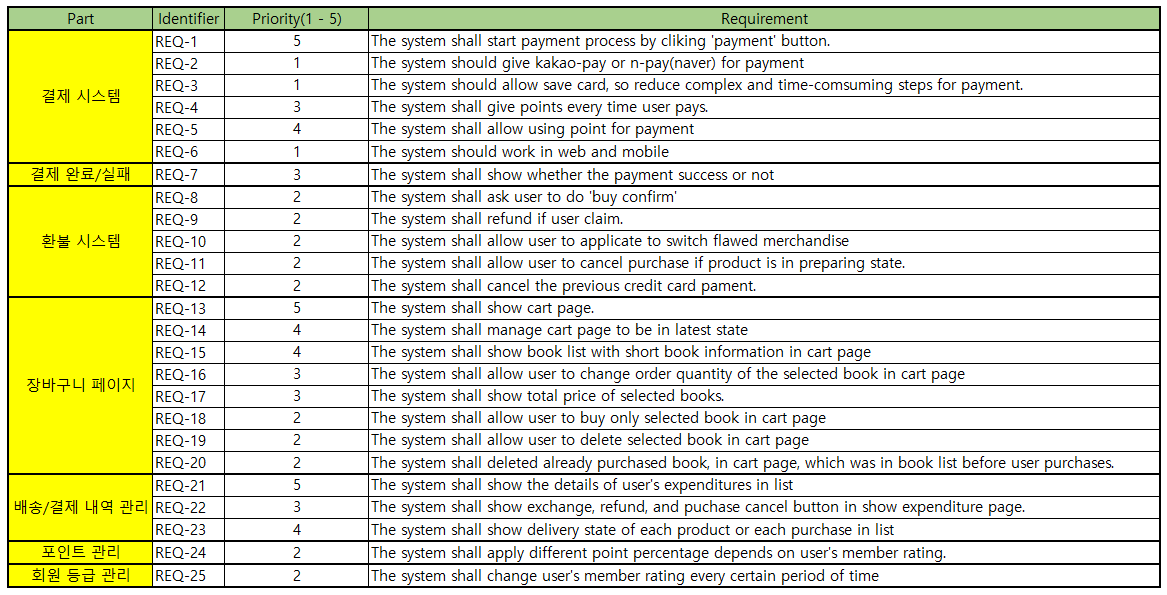 Part Identifier Priority(1 - 5) Requirement
결제 시스템
REQ-1 5 The system shall start payment process by cliking 'payment' button.
REQ-2 1 The system should give kakao-pay or n-pay(naver) for payment
REQ-3 1 The system should allow save card, so reduce complex and time-comsuming steps for payment.
REQ-4 3 The system shall give points every time user pays.
REQ-5 4 The system shall allow using point for payment
REQ-6 1 The system should work in web and mobile
결제 완료/실패 REQ-7 3 The system shall show whether the payment success or not
환불 시스템
REQ-8 2 The system shall ask user to do 'buy confirm'
REQ-9 2 The system shall refund if user claim.
REQ-10 2 The system shall allow user to applicate to switch flawed merchandise
REQ-11 2 The system shall allow user to cancel purchase if product is in preparing state.
REQ-12 2 The system shall cancel the previous credit card pament.
장바구니 페이지
REQ-13 5 The system shall show cart page.
REQ-14 4 The system shall manage cart page to be in latest state
REQ-15 4 The system shall show book list with short book information in cart page
REQ-16 3 The system shall allow user to change order quantity of the selected book in cart page
REQ-17 3 The system shall show total price of selected books.
REQ-18 2 The system shall allow user to buy only selected book in cart page
REQ-19 2 The system shall allow user to delete selected book in cart page
REQ-20 2 The system shall deleted already purchased book, in cart page, which was in book list before user purchases.
배송/결제 내역 관리
REQ-21 5 The system shall show the details of user's expenditures in list
REQ-22 3 The system shall show exchange, refund, and puchase cancel button in show expenditure page.
REQ-23 4 The system shall show delivery state of each product or each purchase in list
포인트 관리 REQ-24 2 The system shall apply different point percentage depends on user's member rating.
회원 등급 관리 REQ-25 2 The system shall change user's member rating every certain period of time